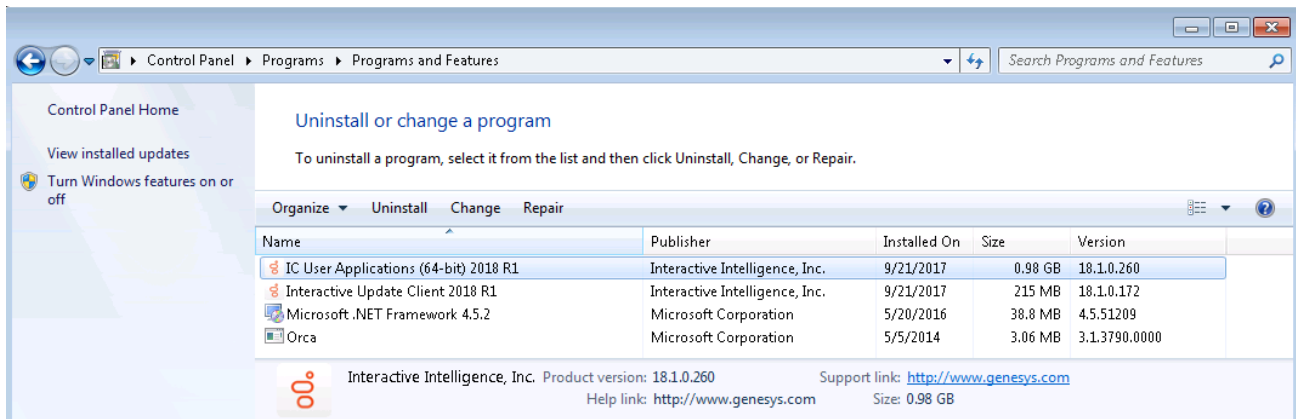 Control Panel Programs Programs and Features Search Programs and Features
Control Panel Home
View installed updates
Turn Windows features on or
off
Uninstall or change a program
To uninstall a program, select it from the list and then click Uninstall, Change, or Repair.
Organize Uninstall Change Repair
Name Publisher Installed On Size Version
IC User Applications (64-bit) 2018 R1 Interactive Intelligence, Inc. 9/21/2017 0.98 GB 18.1.0.260
Interactive Update Client 2018 R1 Interactive Intelligence, Inc. 9/21/2017 215 MB 18.1.0.172
Microsoft .NET Framework 4.5.2 Microsoft Corporation 5/20/2016 38.8 MB 4.5.51209
Orca Microsoft Corporation 5/5/2014 3.06 MB 3.1.3790.0000
Interactive Intelligence, Inc. Product version: 18.1.0.260 Support link: http://www.genesys.com
Help link: http://www.genesys.com Size: 0.98 GB